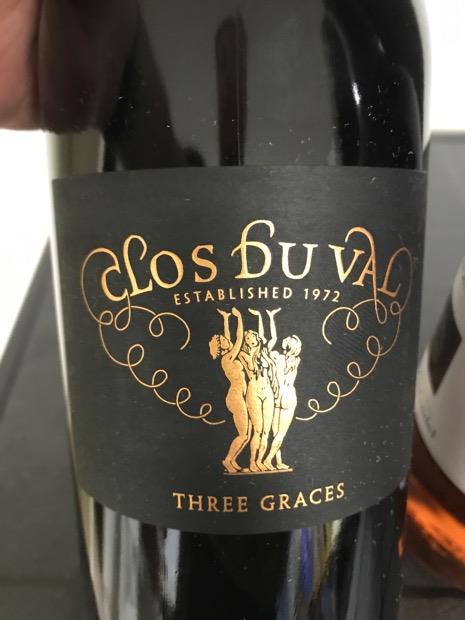 CLOS DU VAL
ESTABLISHED 1972
THREE GRACES